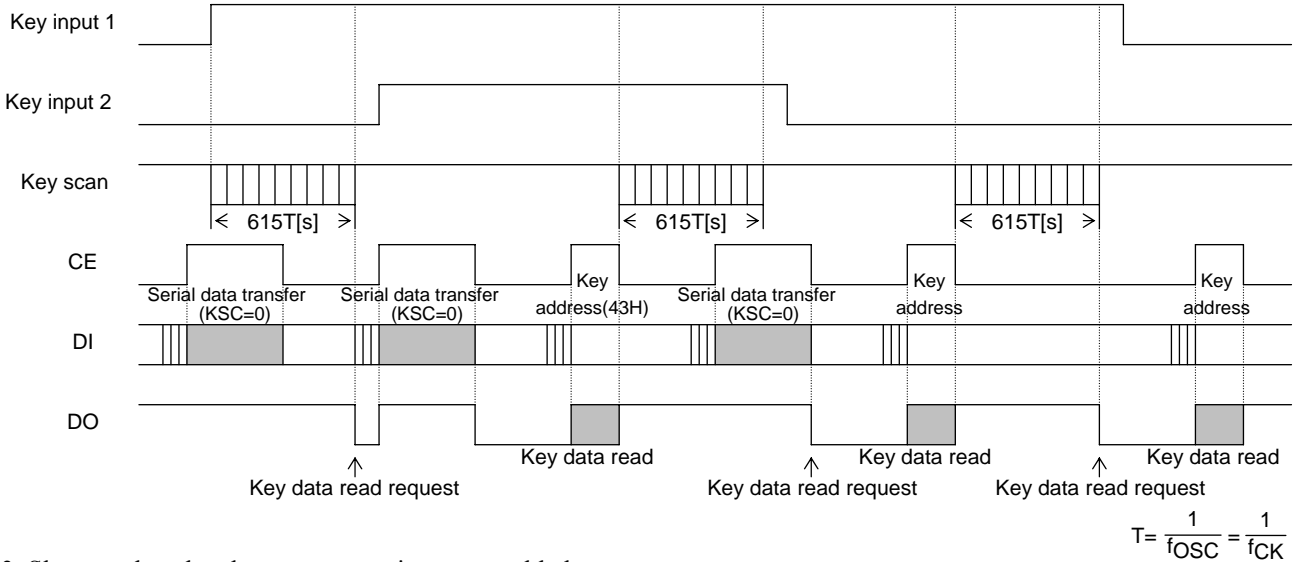 Key input 1
Key input 2
Key scan
615T[s] 615T[s] 615T[s]
CE
Serial data transfer
(KSC=0)
Serial data transfer
(KSC=0)
Key
address(43H)
Serial data transfer
(KSC=0)
Key
address
Key
address
DI
DO
Key data read Key data read Key data read
Key data read request Key data read request Key data read request
T= 1/fOSC = 1/fCK